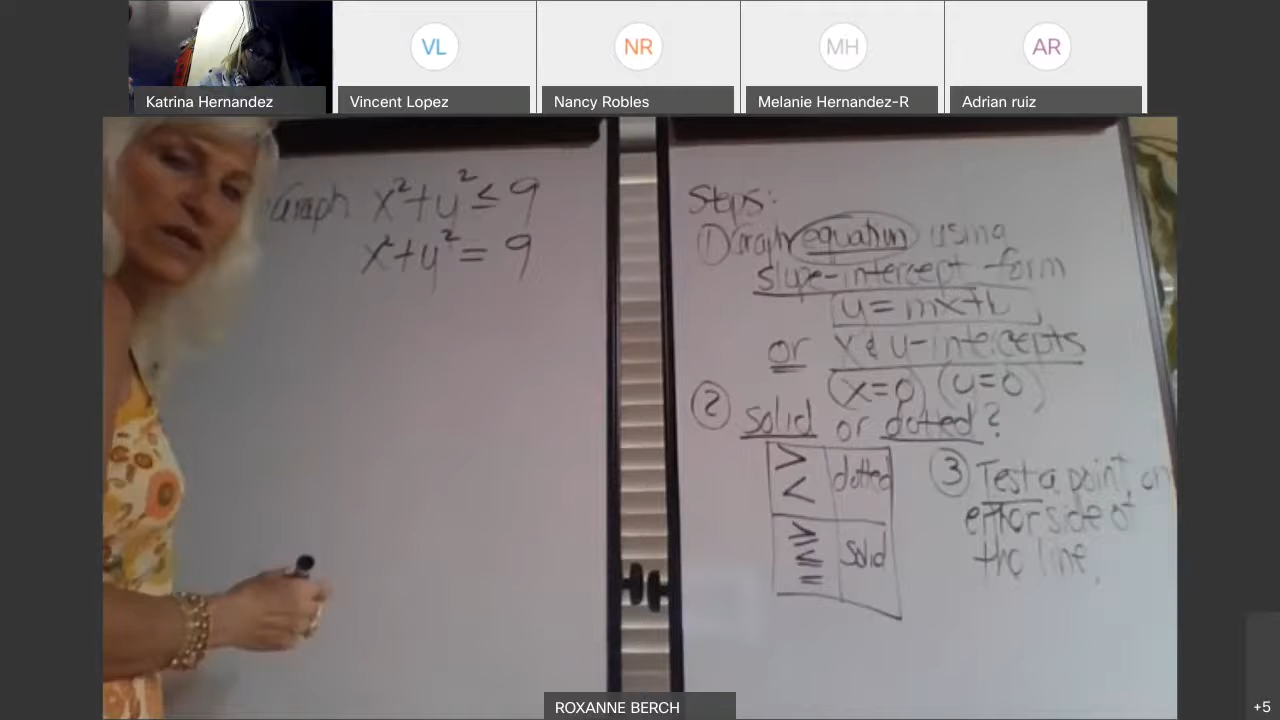 Katrina Hernandez
VL
Vincent Lopez
NR
Nancy Robles
MH
Melanie Hernandez-R
AR
Adrian ruiz
Graph x² + y² ≤ 9
x² + y² = 9
Steps:
① Graph equation using
slope-intercept form
y = mx + b
or x & y-intercepts
(x=0) (y=0)
② solid or dotted?
> dotted
<
≥ solid
≤
=
③ Test a point on
either side of
the line.
ROXANNE BERCH
+5